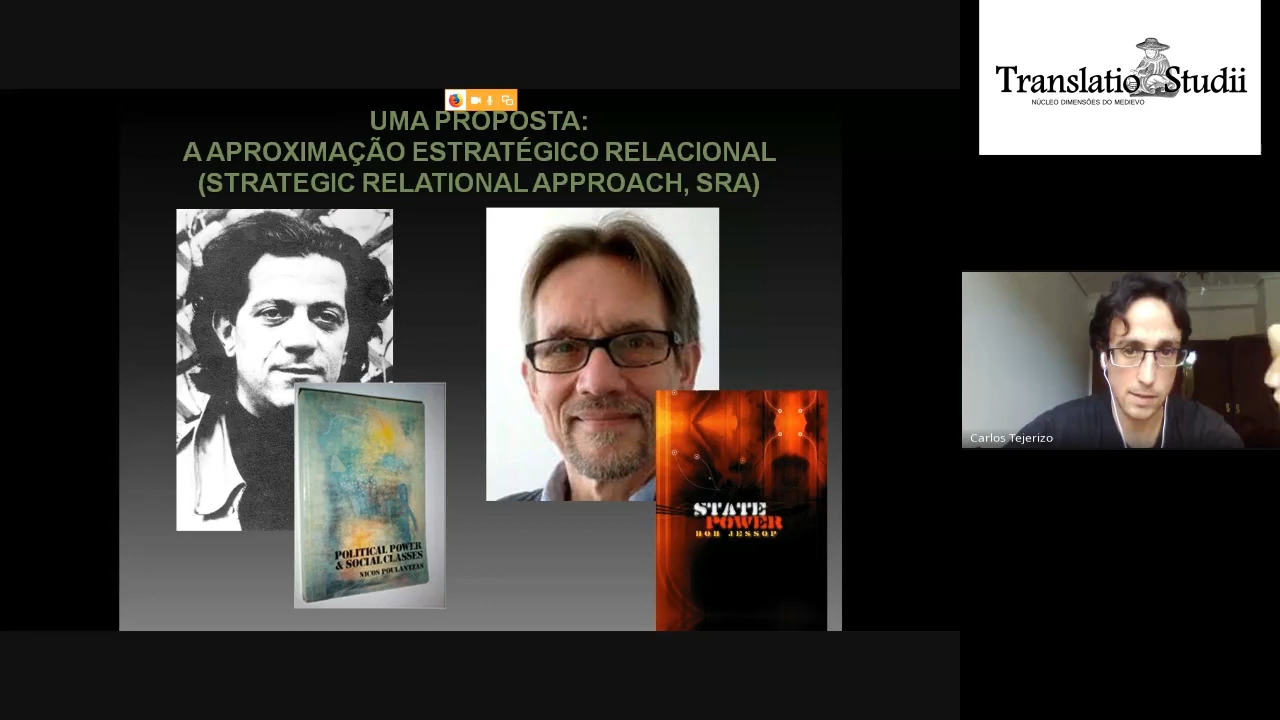 UMA PROPOSTA:
A APROXIMAÇÃO ESTRATÉGICO RELACIONAL
(STRATEGIC RELATIONAL APPROACH, SRA)
POLITICAL POWER
& SOCIAL CLASSES
NICOS POULANTZAS
STATE
POWER
BOB JESSOP
Translatio Studii
NÚCLEO DIMENSÕES DO MEDIEVO
Carlos Tejerizo